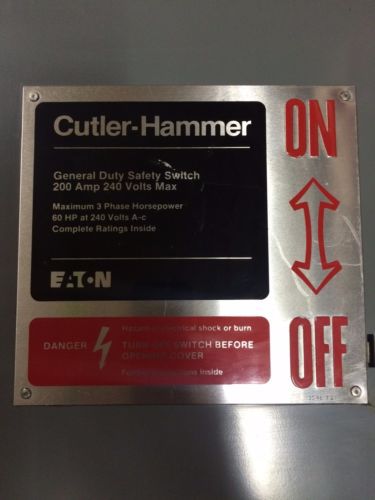 Cutler-Hammer
General Duty Safety Switch
200 Amp 240 Volts Max
Maximum 3 Phase Horsepower
60 HP at 240 Volts A-c
Complete Ratings Inside
EATON
ON
OFF
DANGER
Hazard of electrical shock or burn
TURN OFF SWITCH BEFORE
OPENING COVER
Further instructions inside